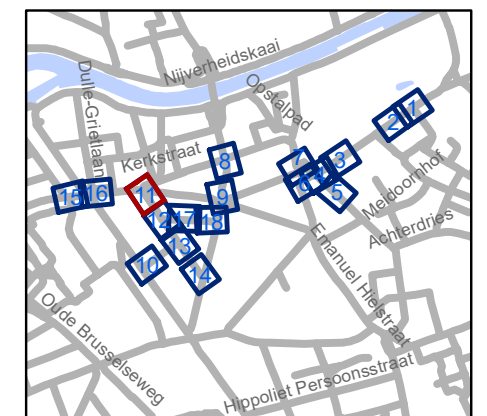 Nijverheidskaai
Dulle-Grietlaan
Opstalpad
Kerkstraat
1
2
3
4
5
6
7
8
9
10
11
12
13
14
15
16
17
18
Meidoornhof
Achterdries
Emanuel Hielstraat
Oude Brusselseweg
Hippoliet Persoonsstraat